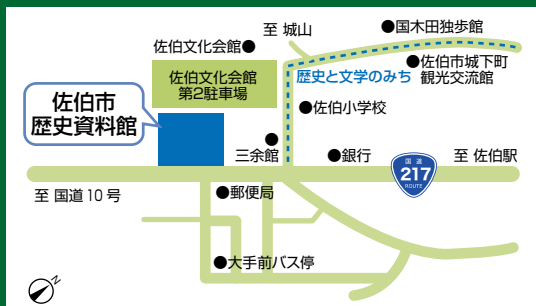 至 城山
●国木田独歩館
佐伯文化会館●
佐伯文化会館
第2駐車場
歴史と文学のみち
●佐伯市城下町
観光交流館
佐伯市
歴史資料館
●佐伯小学校
三余館
●銀行
国道
217
ROUTE
至 佐伯駅
至 国道10号
●郵便局
●大手前バス停
N